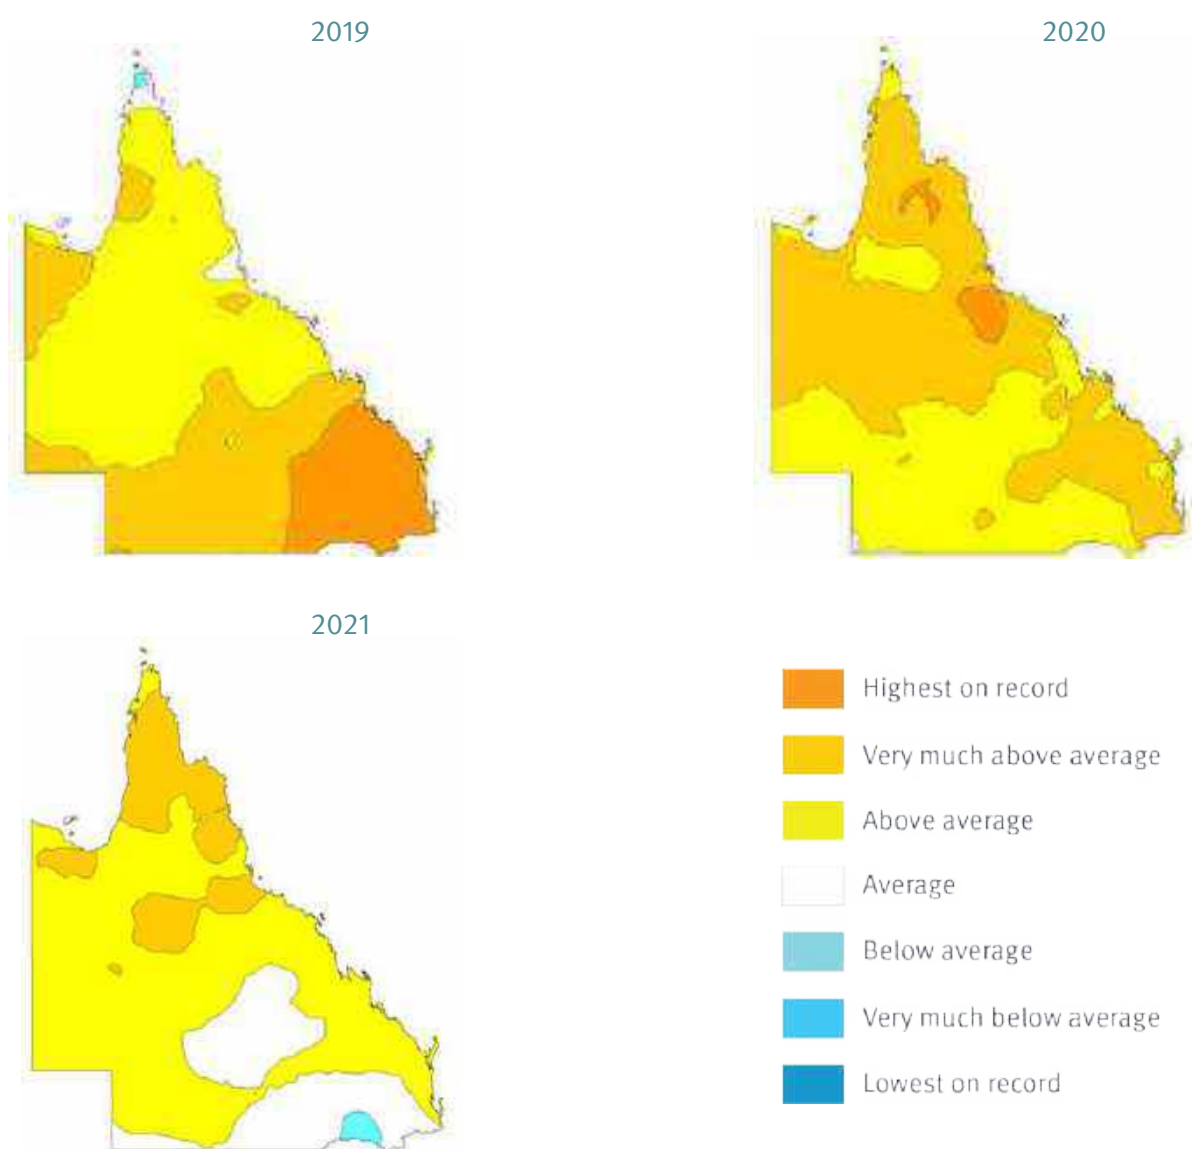 2019
2020
2021
Highest on record
Very much above average
Above average
Average
Below average
Very much below average
Lowest on record